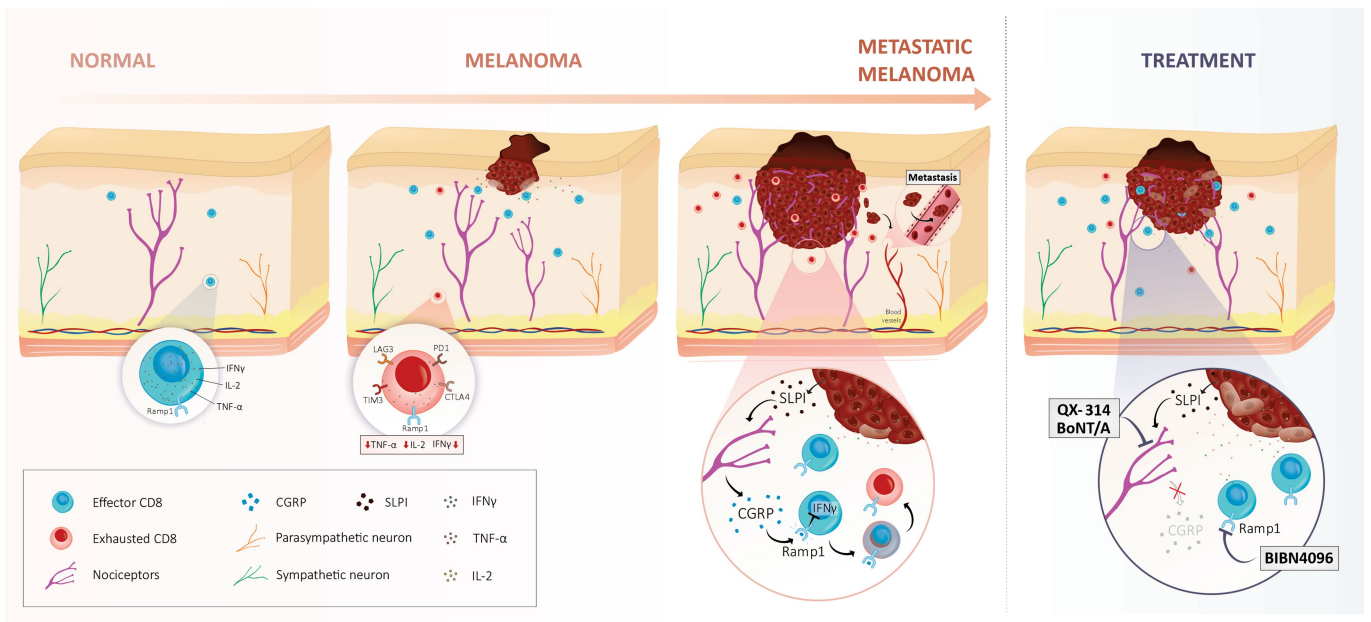 NORMAL
MELANOMA
METASTATIC
MELANOMA
TREATMENT
Metastasis
Blood
vessels
IFNγ
IL-2
TNF-α
Ramp1
LAG3
PD1
TIM3
CTLA4
Ramp1
TNF-α IL-2 IFNγ
SLPI
CGRP
IFNγ
Ramp1
QX-314
BoNT/A
SLPI
CGRP
Ramp1
BIBN4096
Effector CD8
CGRP
SLPI
IFNγ
Exhausted CD8
Parasympathetic neuron
TNF-α
Nociceptors
Sympathetic neuron
IL-2